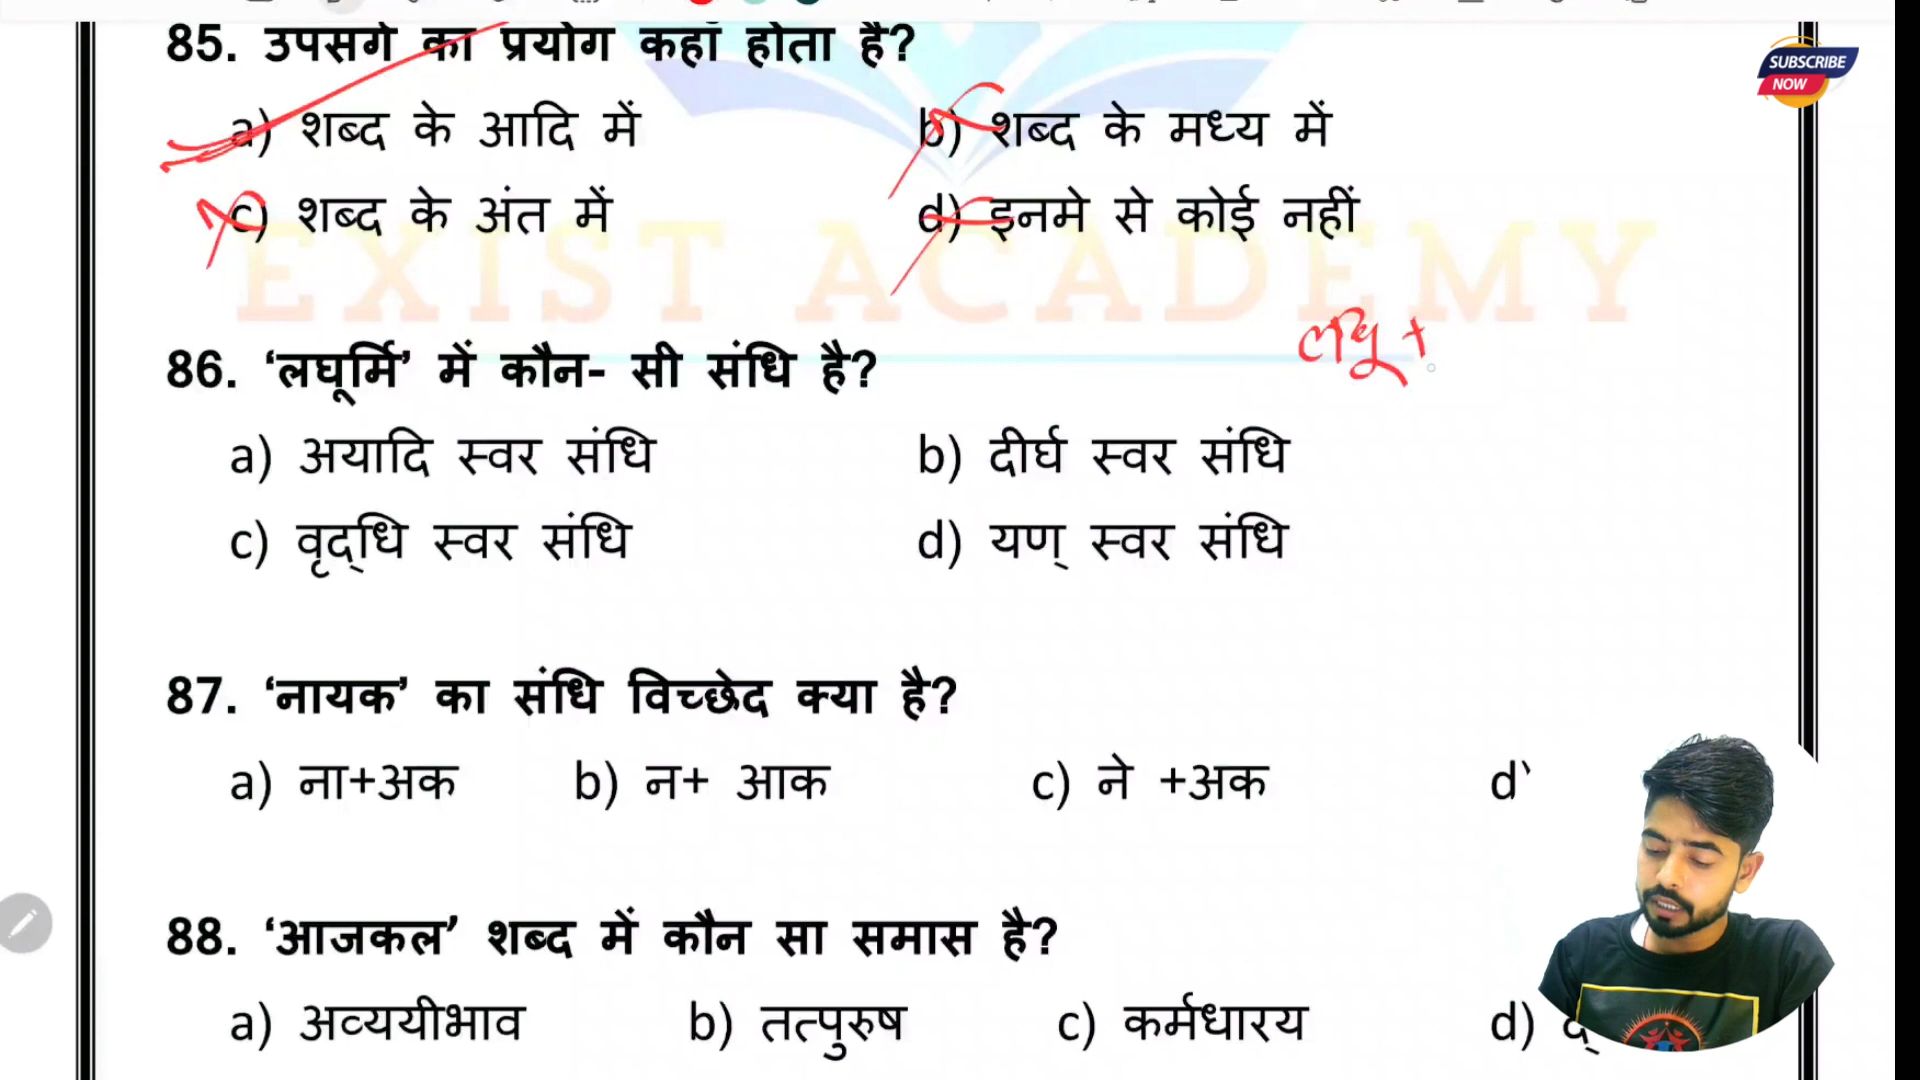 SUBSCRIBE
NOW
85. उपसर्ग का प्रयोग कहाँ होता है?
a) शब्द के आदि में b) शब्द के मध्य में
c) शब्द के अंत में d) इनमे से कोई नहीं
EXIST ACADEMY
लघु +
86. ‘लघूर्मि’ में कौन- सी संधि है?
a) अयादि स्वर संधि b) दीर्घ स्वर संधि
c) वृद्धि स्वर संधि d) यण् स्वर संधि
87. ‘नायक’ का संधि विच्छेद क्या है?
a) ना+अक b) न+ आक c) ने +अक d)
88. ‘आजकल’ शब्द में कौन सा समास है?
a) अव्ययीभाव b) तत्पुरुष c) कर्मधारय d)